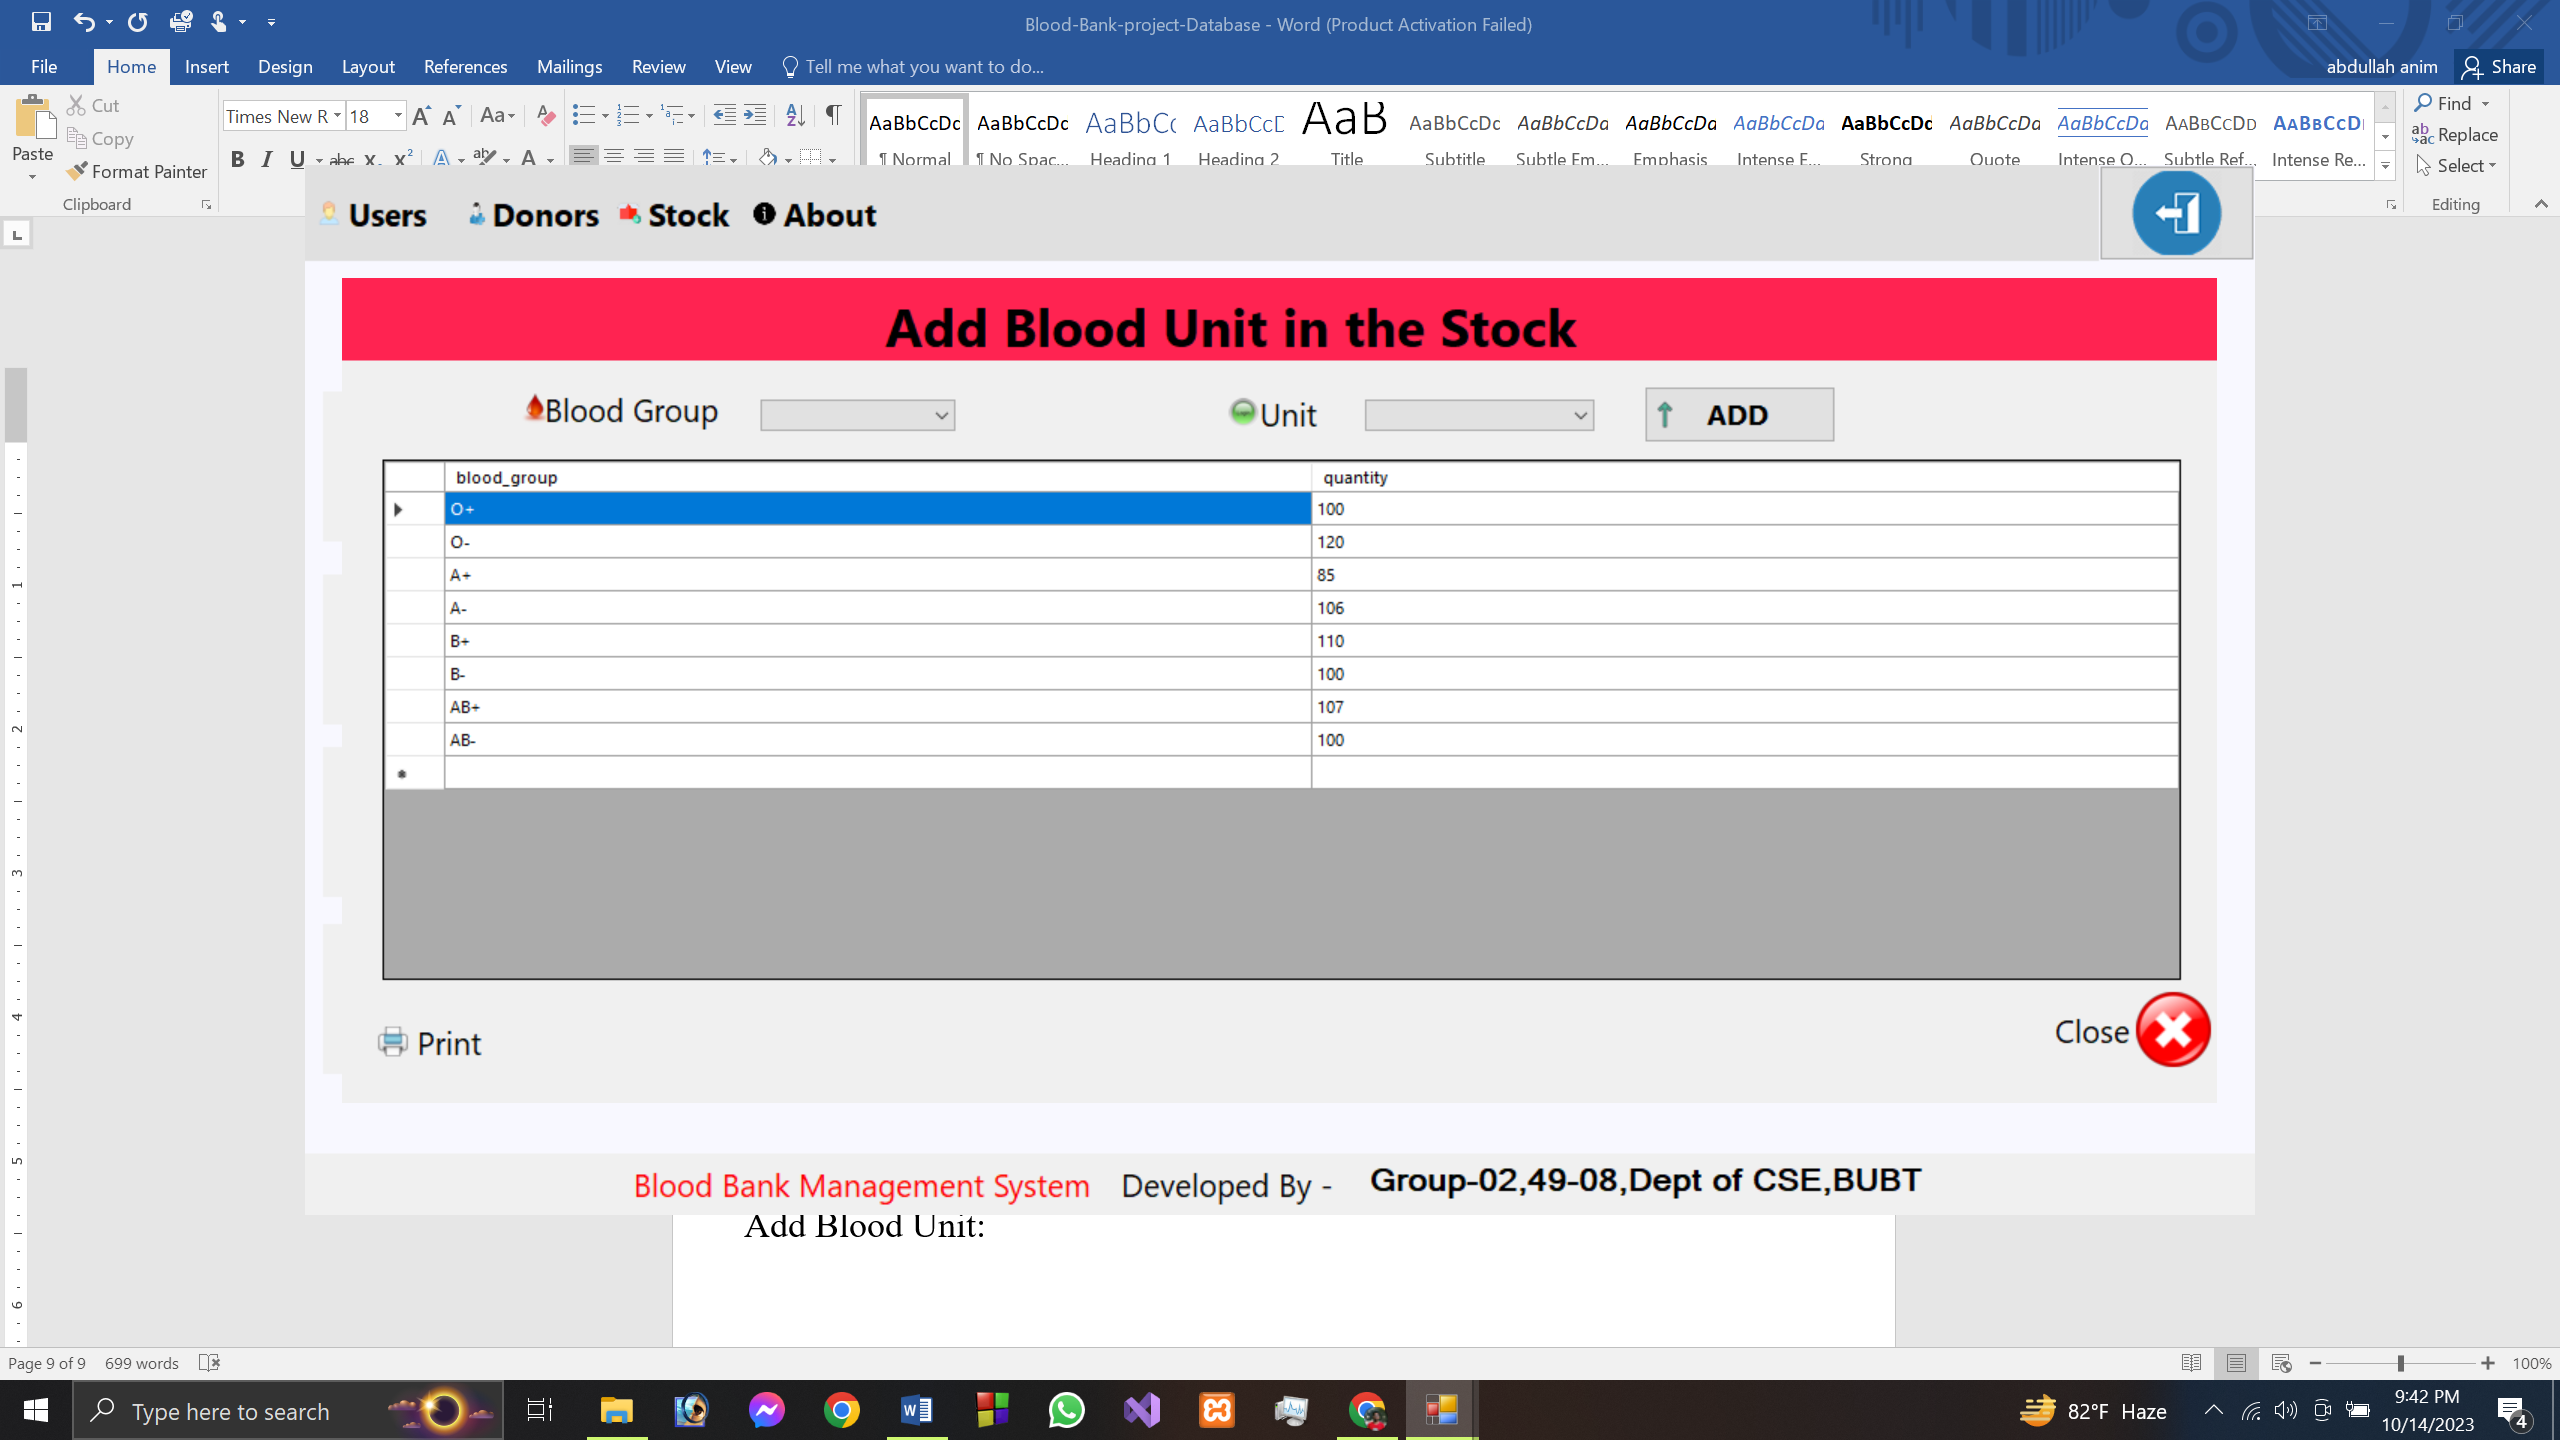 Blood-Bank-project-Database - Word (Product Activation Failed)
File Home Insert Design Layout References Mailings Review View Tell me what you want to do... abdullah anim Share
Paste Cut Copy Format Painter Clipboard
Times New R 18
AaBbCcDc AaBbCcDc AaBbCc AaBbCcD AaB AaBbCcDc AaBbCcDa AaBbCcDa AaBbCcDa AaBbCcDc AaBbCcDa AaBbCcDa AaBbCcDd AaBbCcD
¶ Normal ¶ No Spac... Heading 1 Heading 2 Title Subtitle Subtle Em... Emphasis Intense E... Strong Quote Intense Q... Subtle Ref... Intense Re...
Find
Replace
Select
Editing
Users Donors Stock About
Add Blood Unit in the Stock
Blood Group Unit ADD
blood_group quantity
O+ 100
O- 120
A+ 85
A- 106
B+ 110
B- 100
AB+ 107
AB- 100
Print Close
Blood Bank Management System Developed By - Group-02,49-08,Dept of CSE,BUBT
Add Blood Unit:
1
2
3
4
5
6
Page 9 of 9 699 words 100%
Type here to search 82°F Haze 9:42 PM
10/14/2023 4